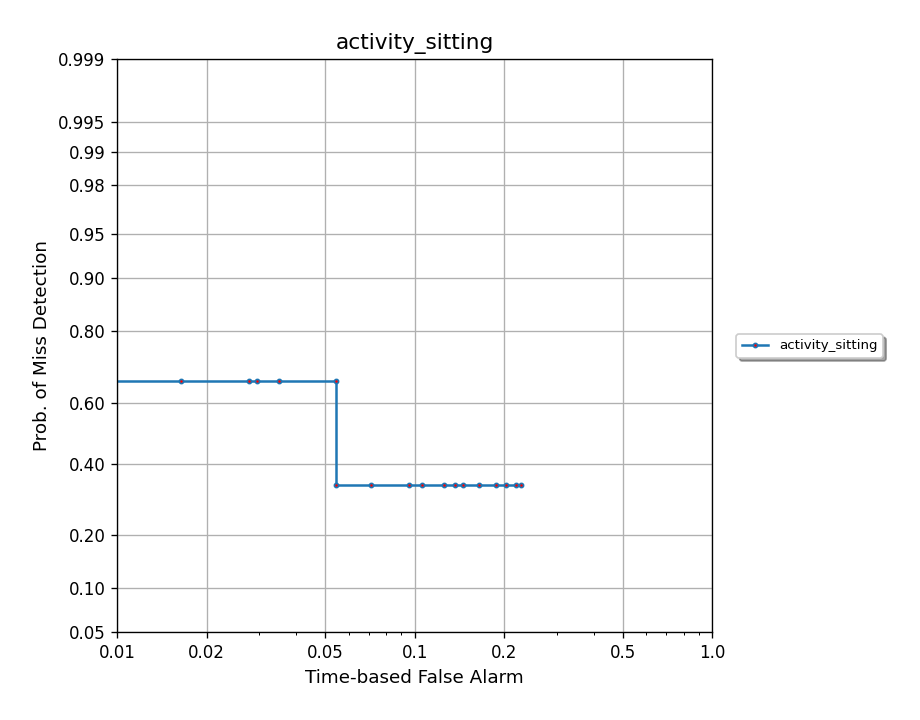 activity_sitting
0.999
0.995
0.99
0.98
0.95
0.90
0.80
0.60
0.40
0.20
0.10
0.05
Prob. of Miss Detection
0.01 0.02 0.05 0.1 0.2 0.5 1.0
Time-based False Alarm
activity_sitting